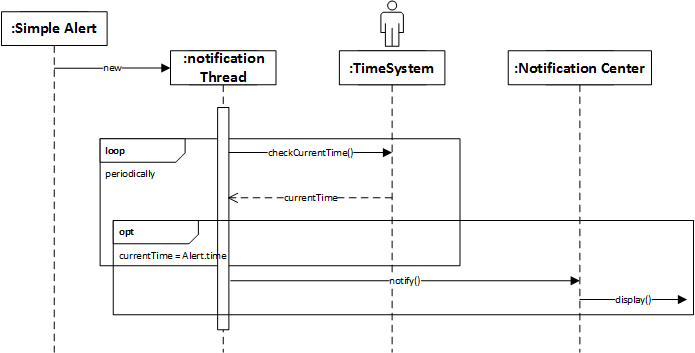 :Simple Alert
:notification
Thread
:TimeSystem
:Notification Center
new
loop
checkCurrentTime()
periodically
currentTime
opt
currentTime = Alert.time
notify()
display()